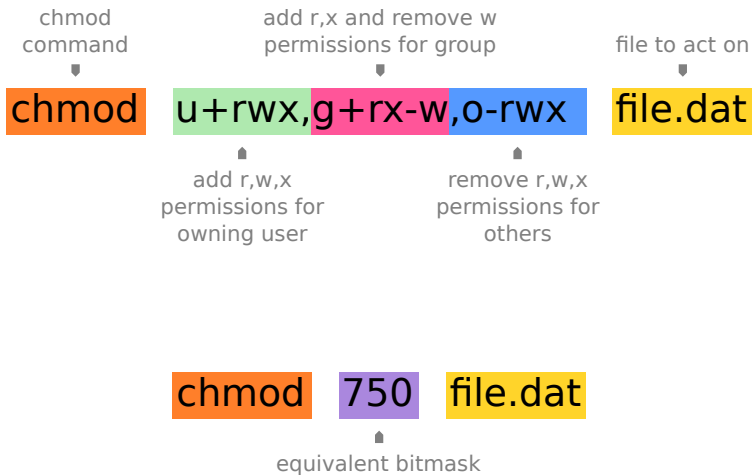 chmod
command
add r,x and remove w
permissions for group
file to act on
chmod u+rwx,g+rx-w,o-rwx file.dat
add r,w,x
permissions for
owning user
remove r,w,x
permissions for
others
chmod 750 file.dat
equivalent bitmask